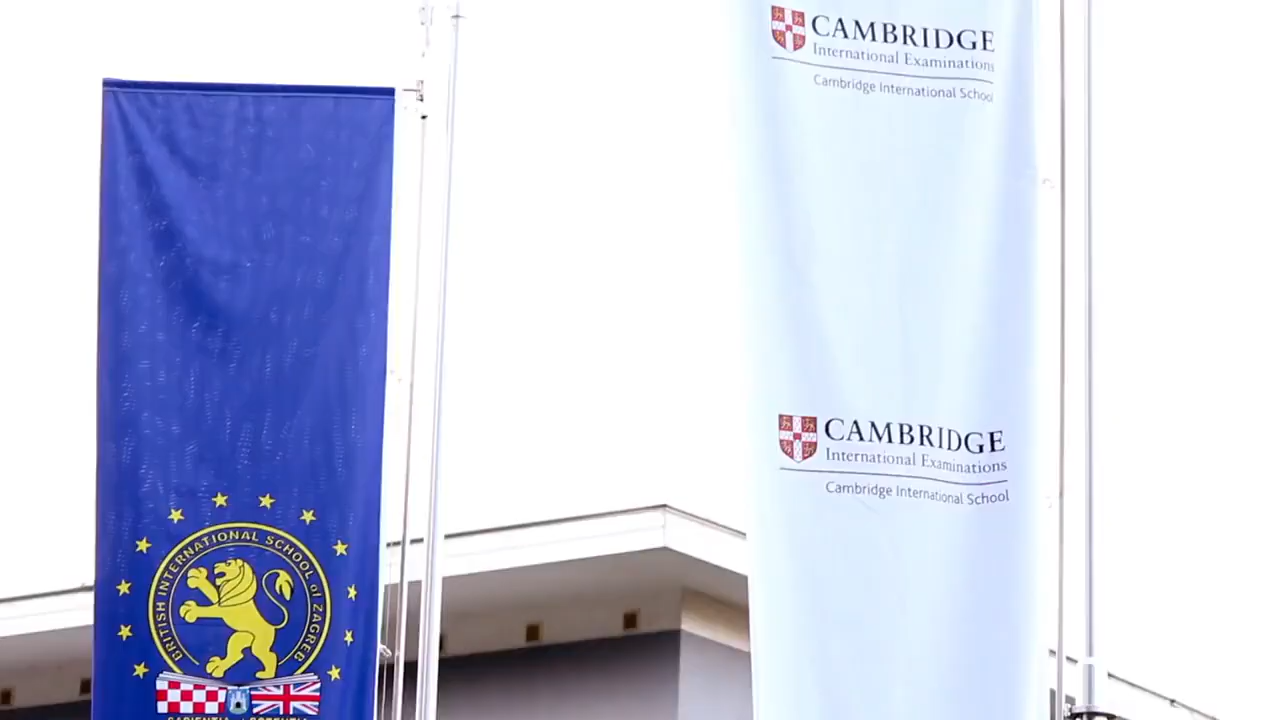 CAMBRIDGE
International Examinations
Cambridge International School
CAMBRIDGE
International Examinations
Cambridge International School
BRITISH INTERNATIONAL SCHOOL of ZAGREB